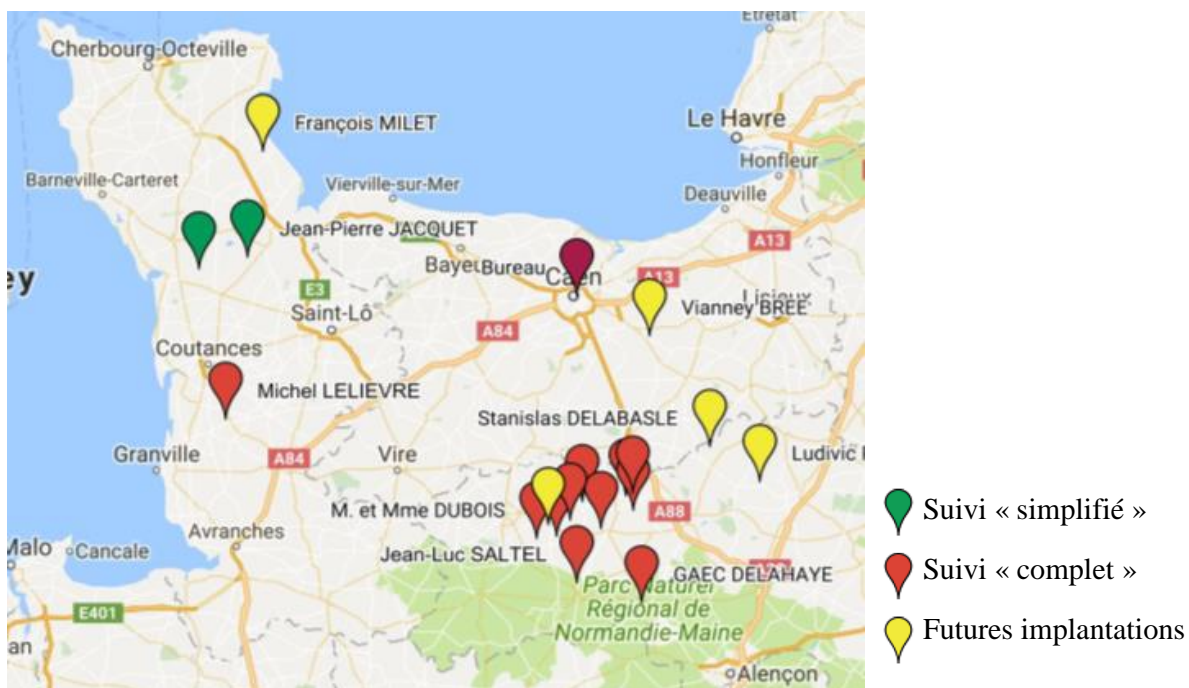 Etretat
Cherbourg-Octeville
François MILET
Le Havre
Honfleur
Barneville-Carteret
Vierville-sur-Mer
Deauville
Jean-Pierre JACQUET
A13
ey
Bureau
Caen
A13
E3
Vianney BREE
Saint-Lô
A84
Coutances
Michel LELIEVRE
Stanislas DELABASLE
Granville
A84
Vire
Ludivic
M. et Mme DUBOIS
A88
Suivi « simplifié »
Avranches
Malo
Cancale
Jean-Luc SALTEL
GAEC DELAHAYE
Suivi « complet »
Parc Naturel
Régional de
Normandie-Maine
E401
Futures implantations
an
Alençon